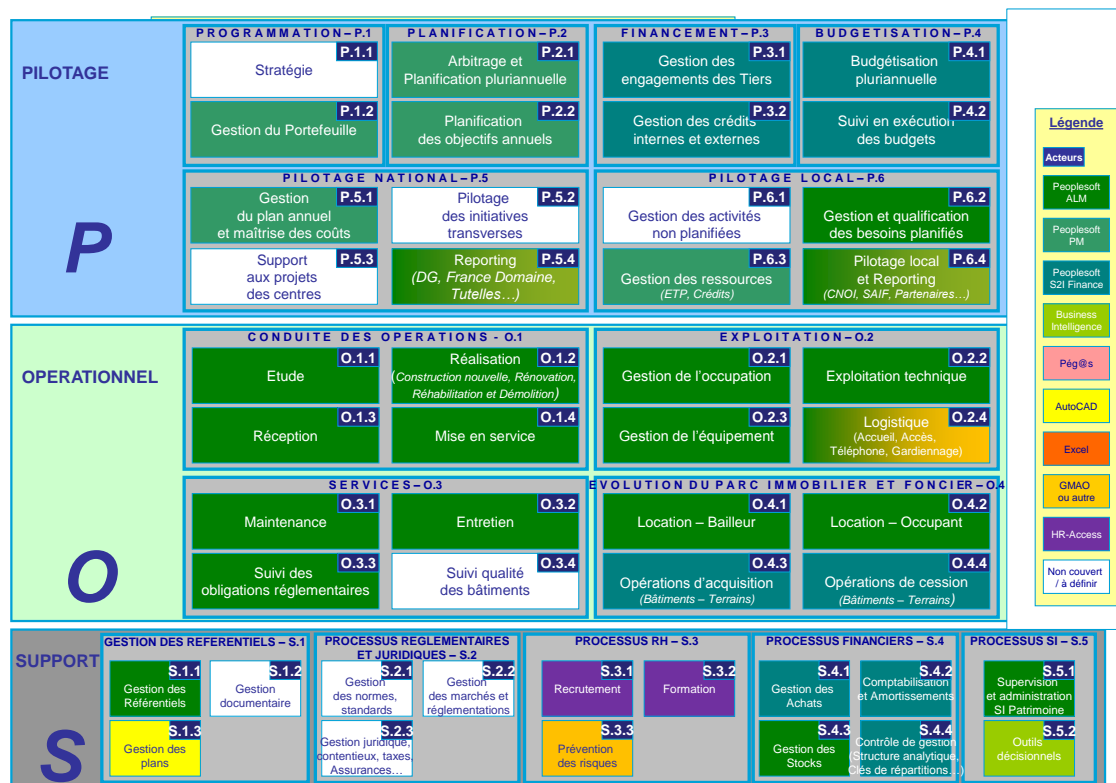 PILOTAGE
P
PROGRAMMATION – P.1
P.1.1
Stratégie
P.1.2
Gestion du Portefeuille
PLANIFICATION – P.2
P.2.1
Arbitrage et
Planification pluriannuelle
P.2.2
Planification
des objectifs annuels
FINANCEMENT – P.3
P.3.1
Gestion des
engagements des Tiers
P.3.2
Gestion des crédits
internes et externes
BUDGETISATION – P.4
P.4.1
Budgétisation
pluriannuelle
P.4.2
Suivi en exécution
des budgets
PILOTAGE NATIONAL – P.5
P.5.1
Gestion
du plan annuel
et maîtrise des coûts
P.5.2
Pilotage
des initiatives
transverses
P.5.3
Support
aux projets
des centres
P.5.4
Reporting
(DG, France Domaine,
Tutelles…)
PILOTAGE LOCAL – P.6
P.6.1
Gestion des activités
non planifiées
P.6.2
Gestion et qualification
des besoins planifiés
P.6.3
Gestion des ressources
(ETP, Crédits)
P.6.4
Pilotage local
et Reporting
(CNOI, SAIF, Partenaires…)
OPERATIONNEL
O
CONDUITE DES OPERATIONS - O.1
O.1.1
Etude
O.1.2
Réalisation
(Construction nouvelle, Rénovation,
Réhabilitation et Démolition)
O.1.3
Réception
O.1.4
Mise en service
EXPLOITATION – O.2
O.2.1
Gestion de l'occupation
O.2.2
Exploitation technique
O.2.3
Gestion de l'équipement
O.2.4
Logistique
(Accueil, Accès,
Téléphone, Gardiennage)
SERVICES – O.3
O.3.1
Maintenance
O.3.2
Entretien
O.3.3
Suivi des
obligations réglementaires
O.3.4
Suivi qualité
des bâtiments
EVOLUTION DU PARC IMMOBILIER ET FONCIER – O.4
O.4.1
Location – Bailleur
O.4.2
Location – Occupant
O.4.3
Opérations d'acquisition
(Bâtiments – Terrains)
O.4.4
Opérations de cession
(Bâtiments – Terrains)
SUPPORT
S
GESTION DES REFERENTIELS – S.1
S.1.1
Gestion des
Référentiels
S.1.2
Gestion
documentaire
S.1.3
Gestion des
plans
PROCESSUS REGLEMENTAIRES
ET JURIDIQUES – S.2
S.2.1
Gestion
des normes,
standards
S.2.2
Gestion
des marchés et
réglementations
S.2.3
Gestion juridique,
contentieux, taxes,
Assurances…
PROCESSUS RH – S.3
S.3.1
Recrutement
S.3.2
Formation
S.3.3
Prévention
des risques
PROCESSUS FINANCIERS – S.4
S.4.1
Gestion des
Achats
S.4.2
Comptabilisation
et Amortissements
S.4.3
Gestion des
Stocks
S.4.4
Contrôle de gestion
(Structure analytique,
Clés de répartitions…)
PROCESSUS SI – S.5
S.5.1
Supervision
et administration
SI Patrimoine
S.5.2
Outils
décisionnels
Légende
Acteurs
Peoplesoft
ALM
Peoplesoft
PM
Peoplesoft
S2I Finance
Business
Intelligence
Pég@s
AutoCAD
Excel
GMAO
ou autre
HR-Access
Non couvert
/ à définir